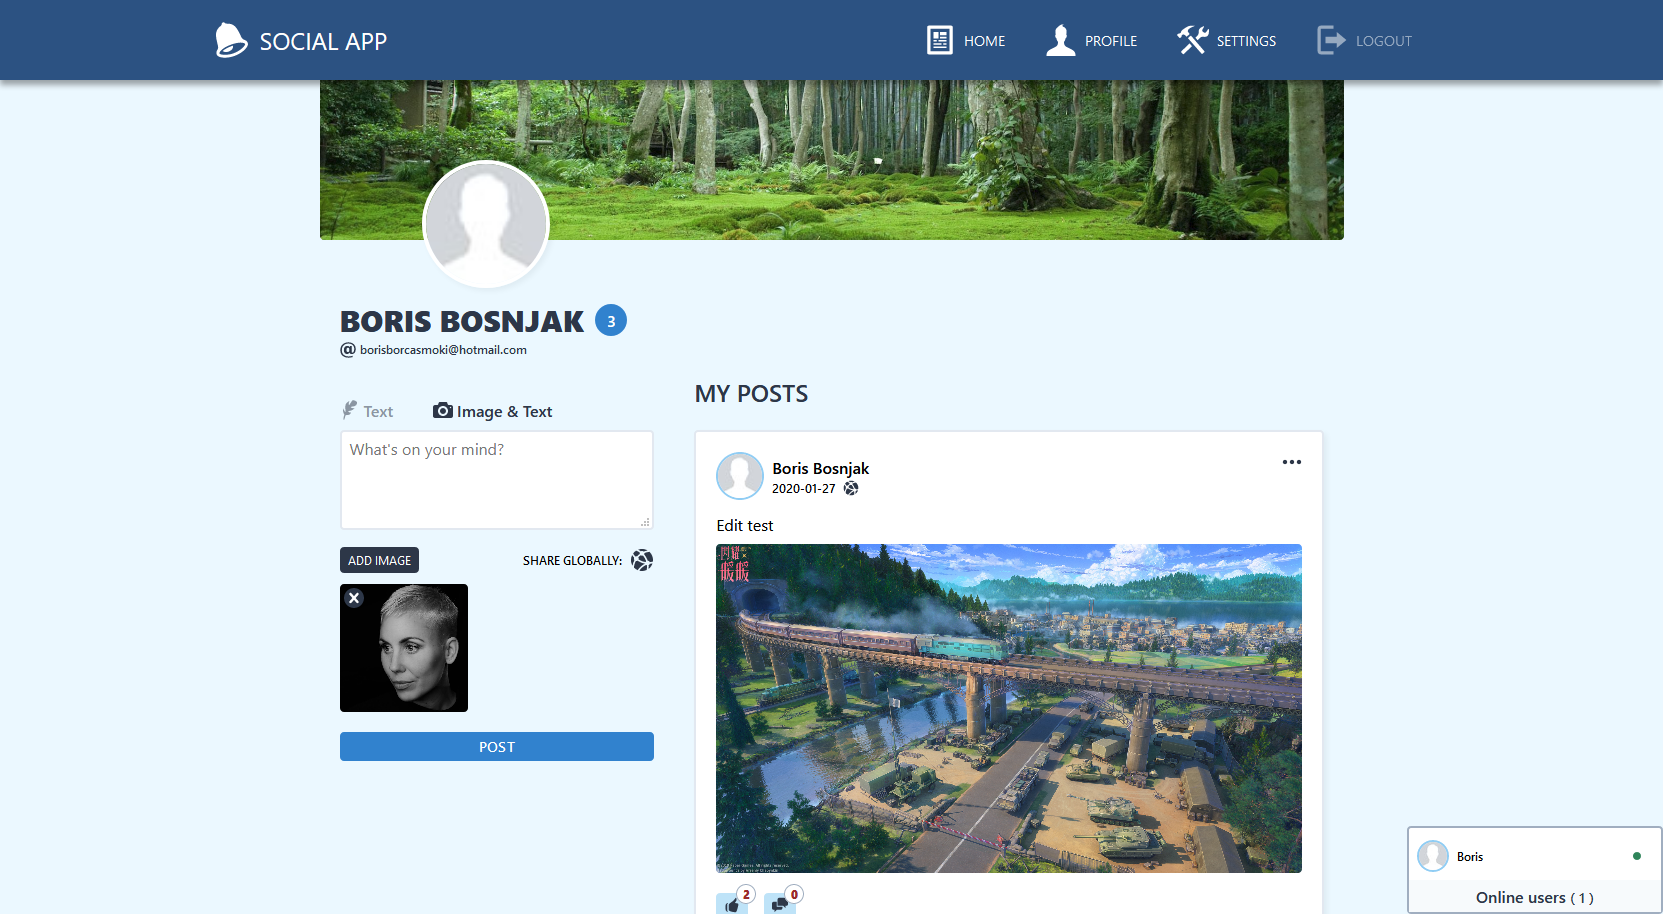 SOCIAL APP
HOME
PROFILE
SETTINGS
LOGOUT
BORIS BOSNJAK 3
@ borisborcasmoki@hotmail.com
Text
Image & Text
What's on your mind?
ADD IMAGE
SHARE GLOBALLY:
POST
MY POSTS
Boris Bosnjak
2020-01-27
Edit test
2
0
Boris
Online users ( 1 )